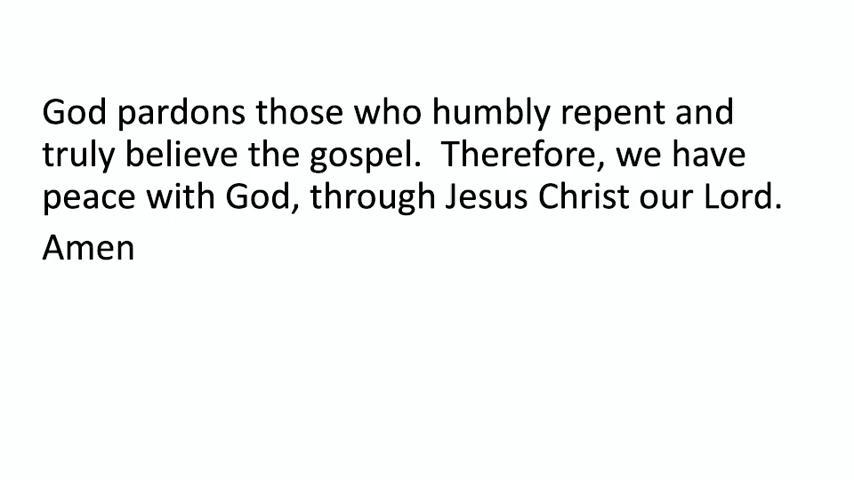 God pardons those who humbly repent and
truly believe the gospel.  Therefore, we have
peace with God, through Jesus Christ our Lord.
Amen